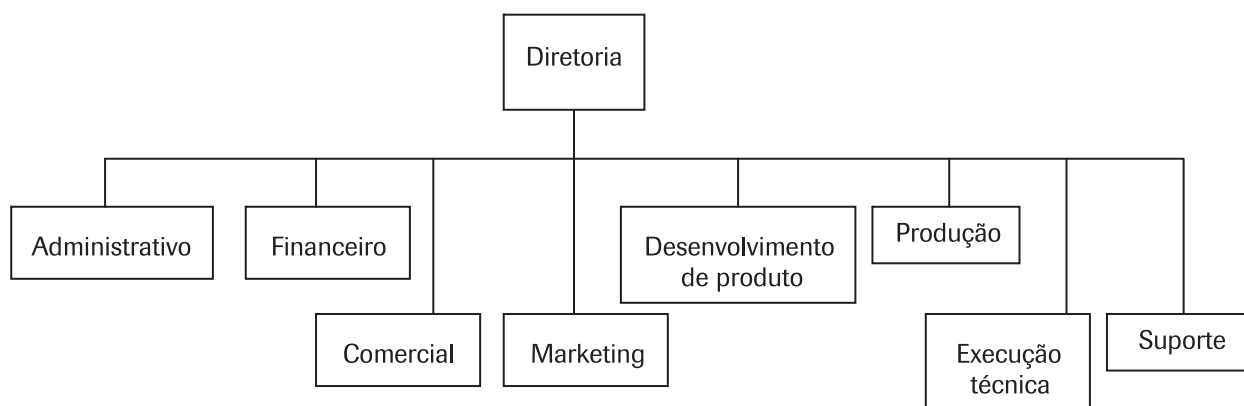 Diretoria
Administrativo
Financeiro
Comercial
Marketing
Desenvolvimento
de produto
Produção
Execução
técnica
Suporte